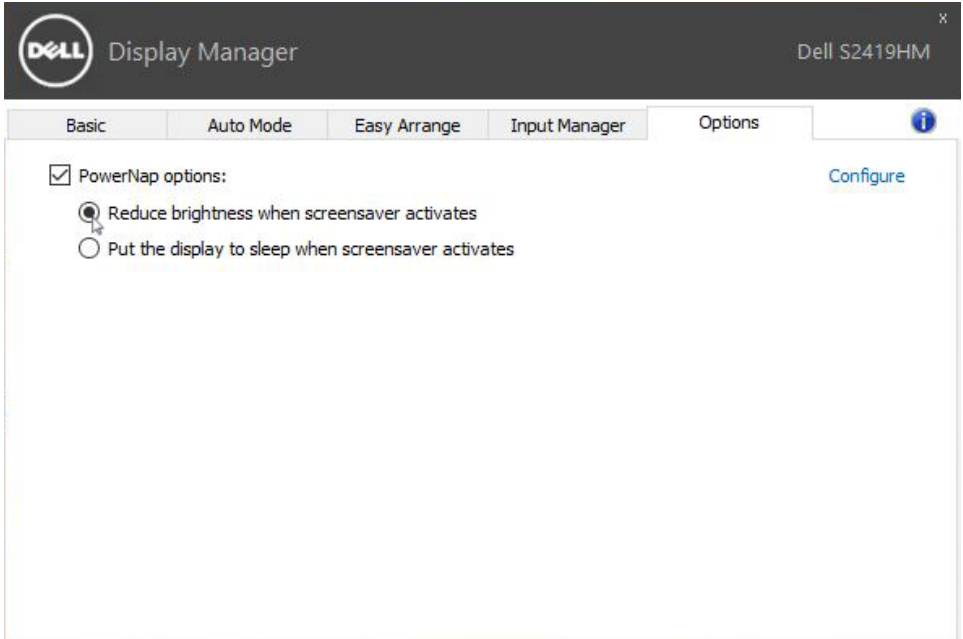 x
DELL Display Manager Dell S2419HM
Basic Auto Mode Easy Arrange Input Manager Options i
PowerNap options: Configure
Reduce brightness when screensaver activates
Put the display to sleep when screensaver activates